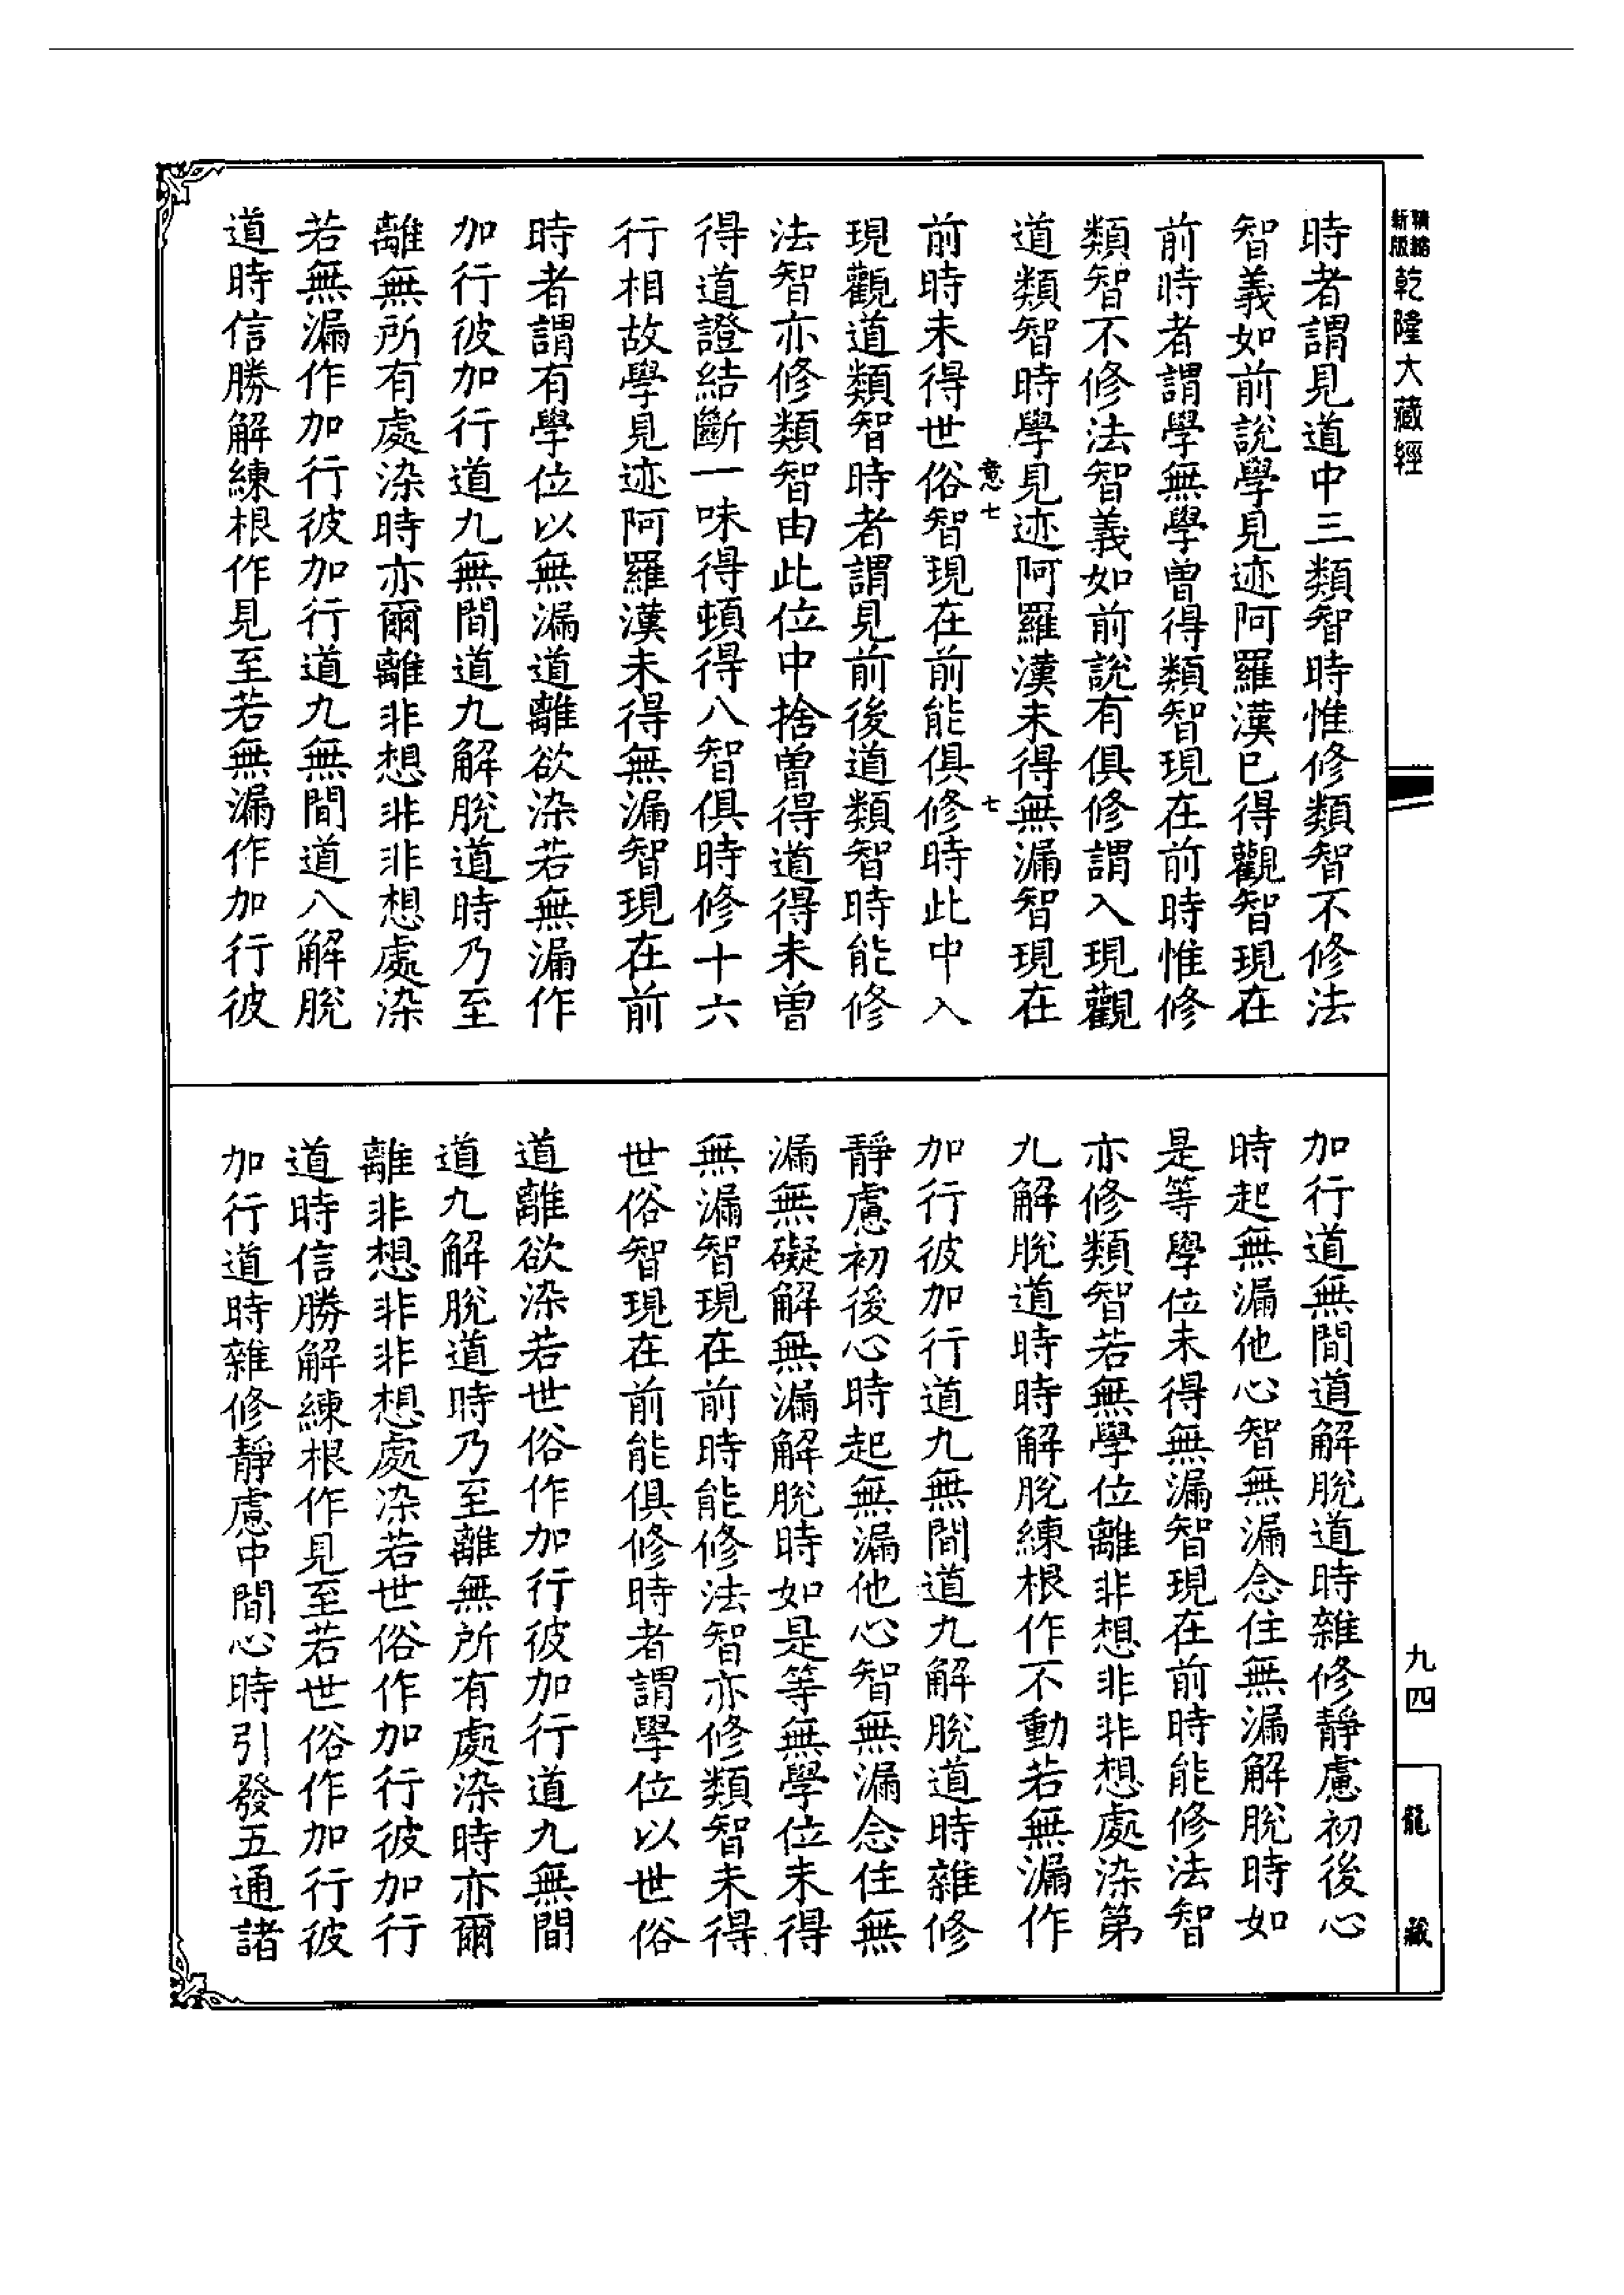 新版
精縮
乾隆大藏經
時者謂見道中三類智時惟修類智不修法
智義如前說學見迹阿羅漢已得觀智現在
前時者謂學無學曾得類智現在前時惟修
類智不修法智義如前說有俱修謂入現觀
道類智時學見迹阿羅漢未得無漏智現在
意七
七
前時未得世俗智現在前能俱修時此中入
現觀道類智時者謂見前後道類智時能修
法智亦修類智由此位中捨曾得道得未曾
得道證結斷一味得頓得八智俱時修十六
行相故學見迹阿羅漢未得無漏智現在前
時者謂有學位以無漏道離欲染若無漏作
加行彼加行道九無間道九解脫道時乃至
離無所有處染時亦爾離非想非非想處染
若無漏作加行彼加行道九無間道八解脫
道時信勝解練根作見至若無漏作加行彼
加行道無間道解脫道時雜修靜慮初後心
時起無漏他心智無漏念住無漏解脫時如
是等學位未得無漏智現在前時能修法智
亦修類智若無學位離非想非非想處染第
九解脫道時時解脫練根作不動若無漏作
加行彼加行道九無間道九解脫道時雜修
靜慮初後心時起無漏他心智無漏念住無
漏無礙解無漏解脫時如是等無學位未得
無漏智現在前時能修法智亦修類智未得
世俗智現在前能俱修時者謂學位以世俗
道離欲染若世俗作加行彼加行道九無間
道九解脫道時乃至離無所有處染時亦爾
離非想非非想處染若世俗作加行彼加行
道時信勝解練根作見至若世俗作加行彼
加行道時雜修靜慮中間心時引發五通諸
九四
龍藏